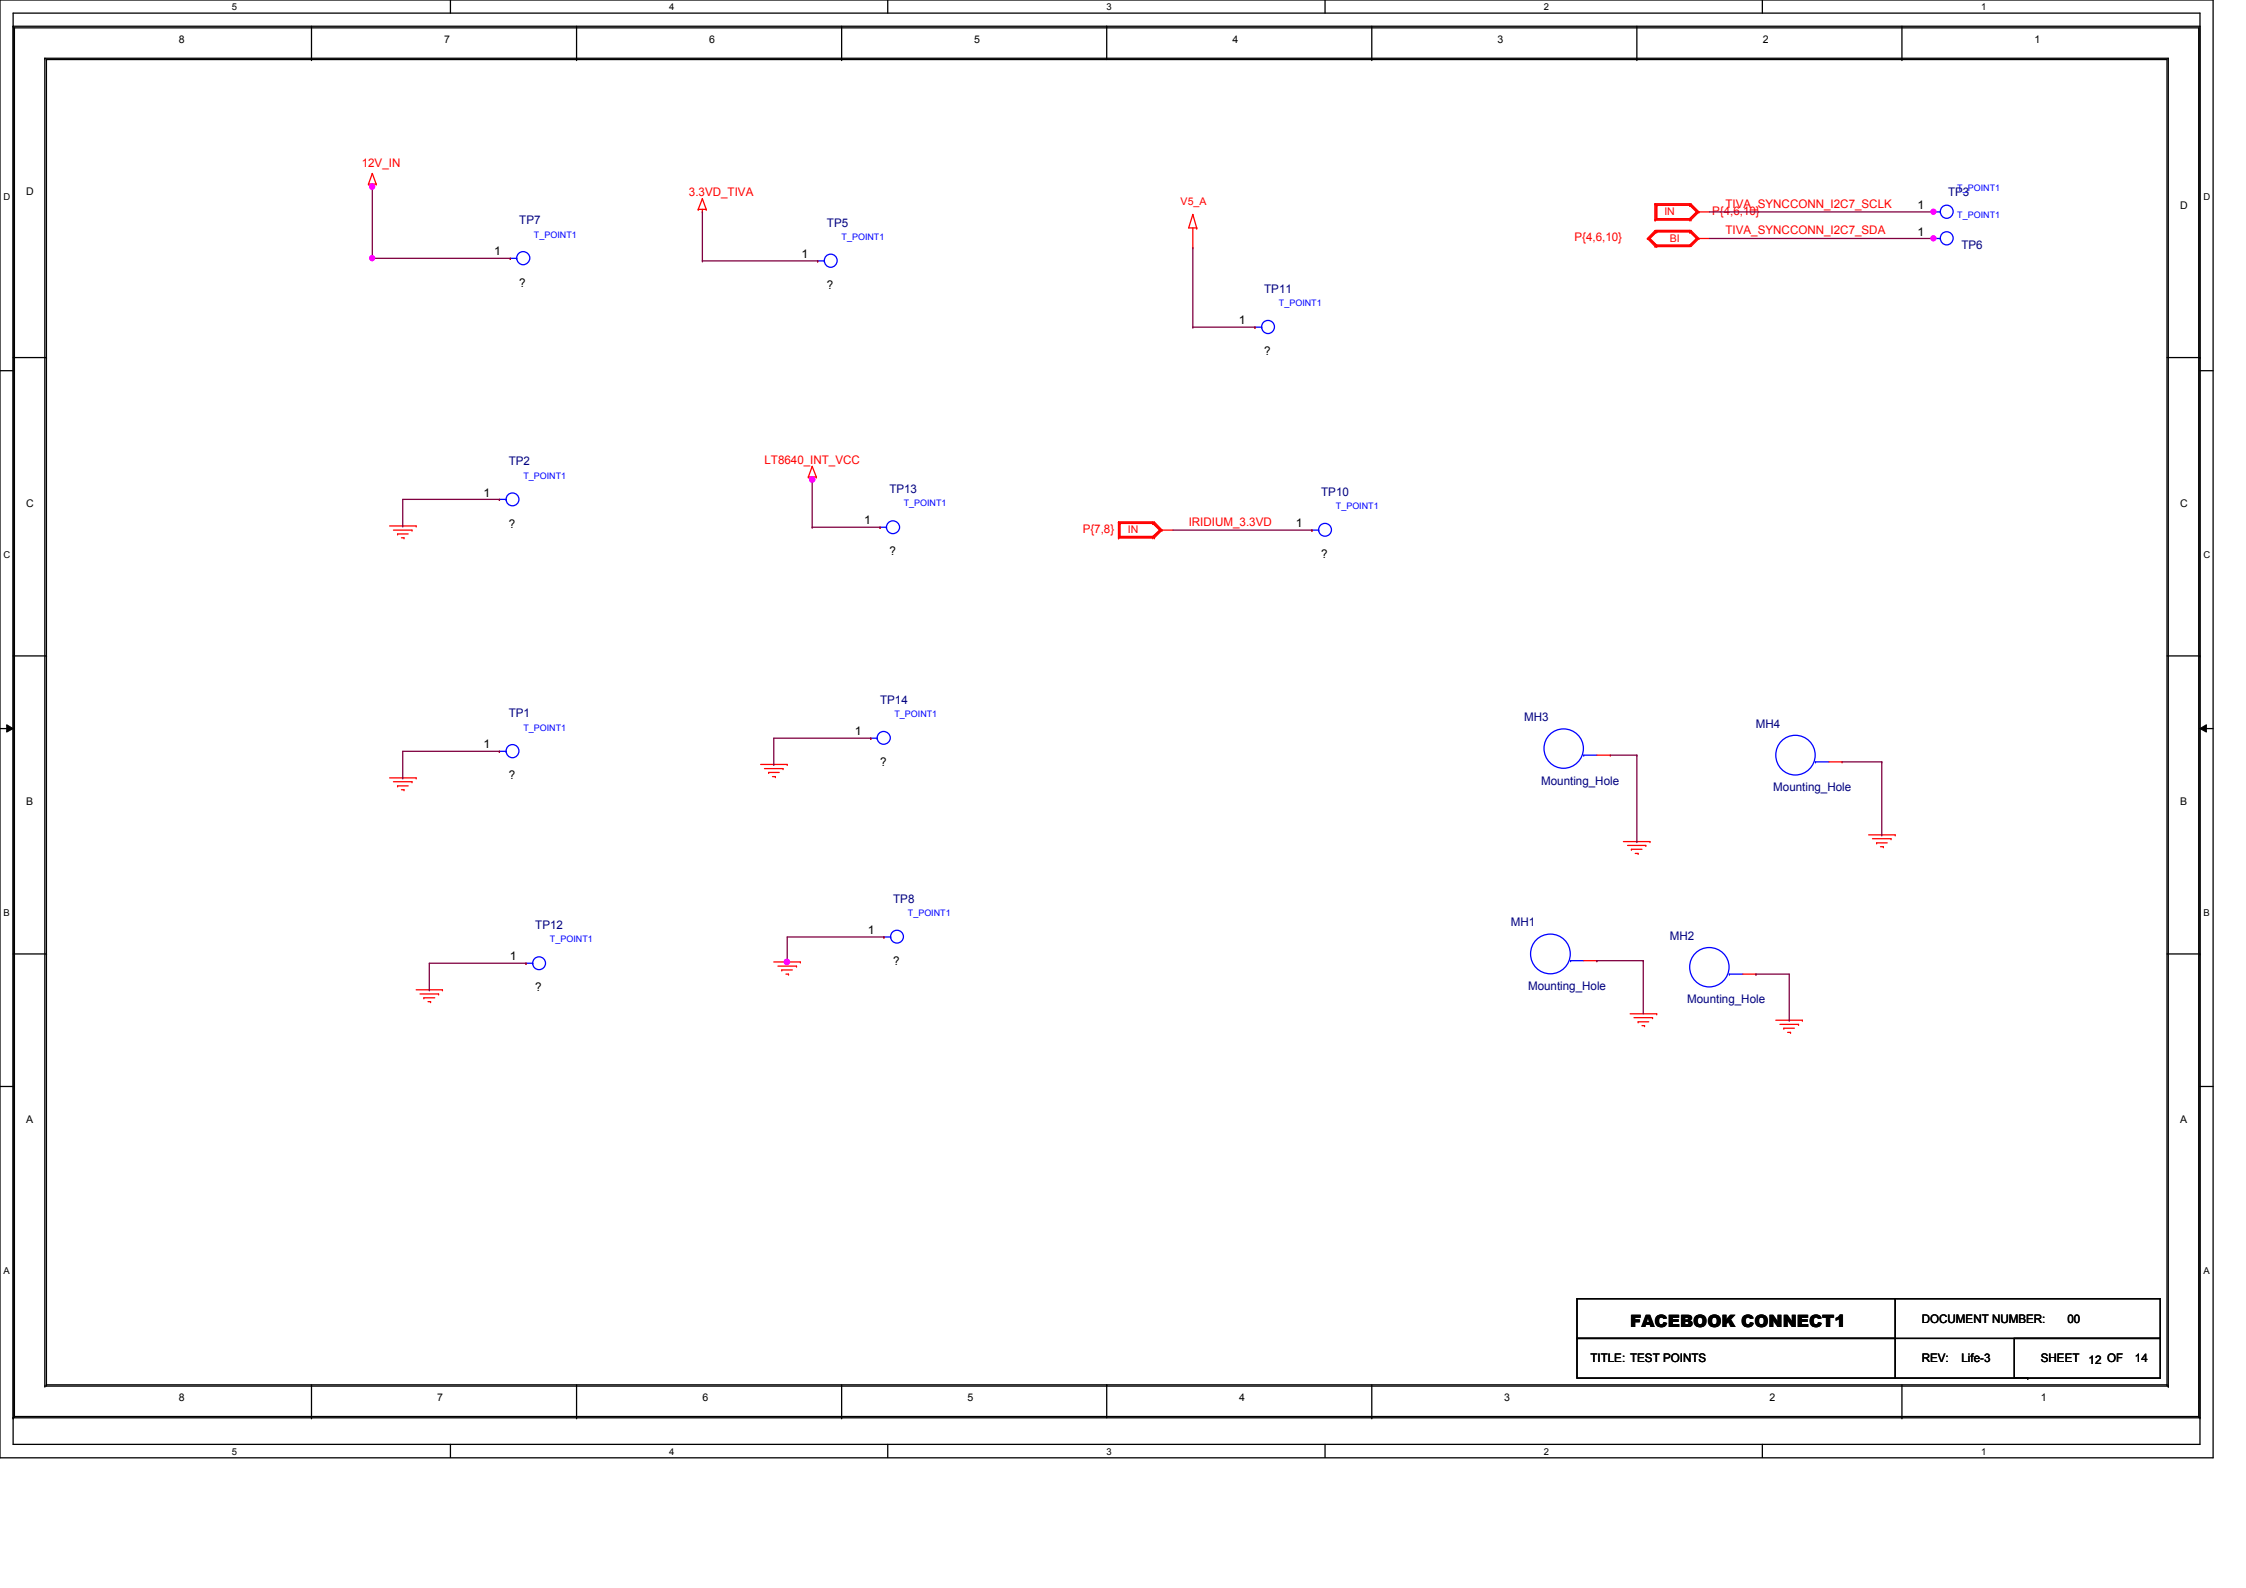 5 4 3 2 1
8 7 6 5 4 3 2 1
12V_IN
TP7
T_POINT1
1
?
3.3VD_TIVA
TP5
T_POINT1
1
?
V5_A
TP11
T_POINT1
1
?
IN
P{4,6,10}
TIVA_SYNCCONN_I2C7_SCLK
1
TP3
T_POINT1
P{4,6,10}
BI
TIVA_SYNCCONN_I2C7_SDA
1
T_POINT1
TP6
D D D D
TP2
T_POINT1
1
?
LT8640_INT_VCC
TP13
T_POINT1
1
?
P{7,8}
IN
IRIDIUM_3.3VD
1
TP10
T_POINT1
?
C C
C C
TP1
T_POINT1
1
?
TP14
T_POINT1
1
?
MH3
Mounting_Hole
MH4
Mounting_Hole
B B
TP12
T_POINT1
1
?
TP8
T_POINT1
1
?
MH1
Mounting_Hole
MH2
Mounting_Hole
B B
A A
A A
FACEBOOK CONNECT1
DOCUMENT NUMBER: 00
TITLE: TEST POINTS
REV: Life-3
SHEET 12 OF 14
8 7 6 5 4 3 2 1
5 4 3 2 1